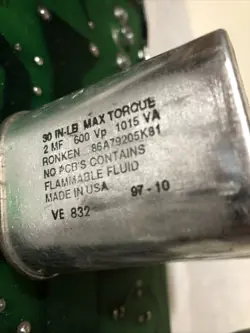 30 IN-LB MAX TORQUE
2 MF 600 Vp 1015 VA
RONKEN 86A79205K81
NO PCB'S CONTAINS
FLAMMABLE FLUID
MADE IN USA 97-10
VE 832